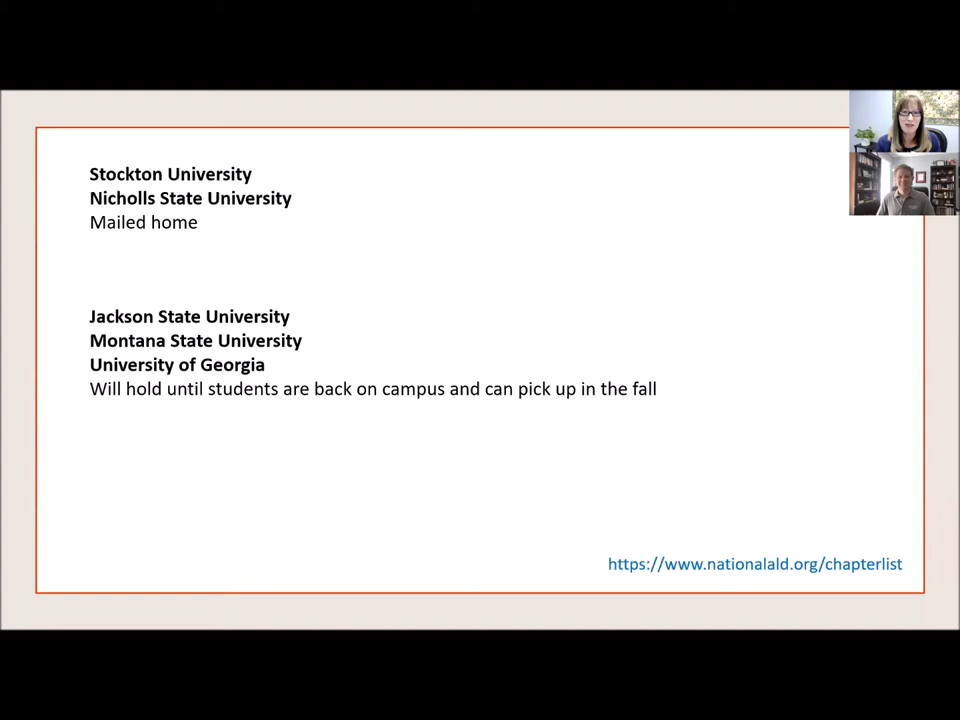 Stockton University
Nicholls State University
Mailed home
Jackson State University
Montana State University
University of Georgia
Will hold until students are back on campus and can pick up in the fall
https://www.nationalald.org/chapterlist